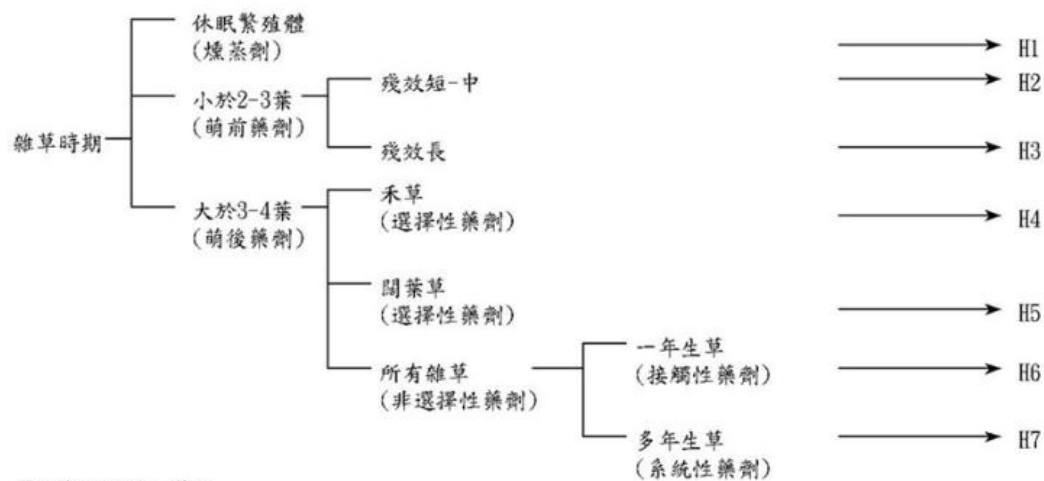 休眠繁殖體
(燻蒸劑)
H1
小於2-3葉
(萌前藥劑)
殘效短-中
H2
殘效長
H3
雜草時期
大於3-4葉
(萌後藥劑)
禾草
(選擇性藥劑)
H4
闊葉草
(選擇性藥劑)
H5
所有雜草
(非選擇性藥劑)
一年生草
(接觸性藥劑)
H6
多年生草
(系統性藥劑)
H7